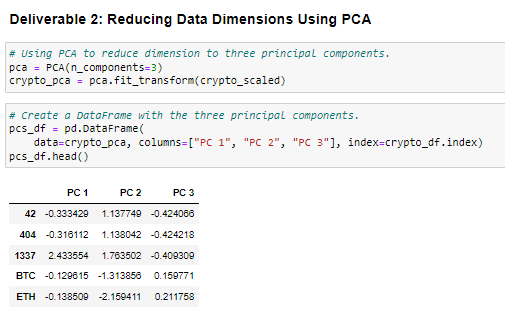 Deliverable 2: Reducing Data Dimensions Using PCA
# Using PCA to reduce dimension to three principal components.
pca = PCA(n_components=3)
crypto_pca = pca.fit_transform(crypto_scaled)
# Create a DataFrame with the three principal components.
pcs_df = pd.DataFrame(
    data=crypto_pca, columns=["PC 1", "PC 2", "PC 3"], index=crypto_df.index)
pcs_df.head()
PC 1 PC 2 PC 3
42 -0.333429 1.137749 -0.424066
404 -0.316112 1.138042 -0.424218
1337 2.433554 1.763502 -0.409309
BTC -0.129615 -1.313856 0.159771
ETH -0.138509 -2.159411 0.211758